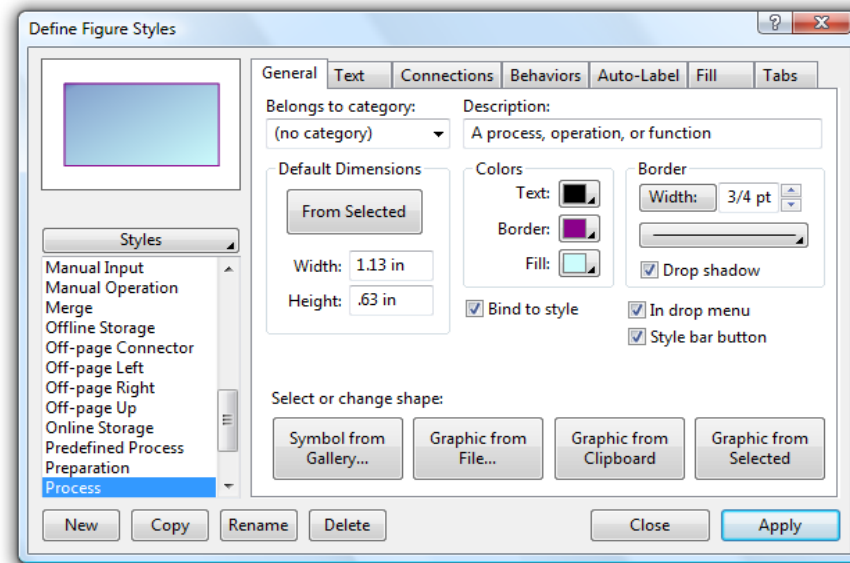 Define Figure Styles
?
General Text Connections Behaviors Auto-Label Fill Tabs
Belongs to category:
(no category)
Description:
A process, operation, or function
Default Dimensions
From Selected
Width: 1.13 in
Height: .63 in
Colors
Text:
Border:
Fill:
Bind to style
Border
Width: 3/4 pt
Drop shadow
In drop menu
Style bar button
Styles
Manual Input
Manual Operation
Merge
Offline Storage
Off-page Connector
Off-page Left
Off-page Right
Off-page Up
Online Storage
Predefined Process
Preparation
Process
Select or change shape:
Symbol from
Gallery...
Graphic from
File...
Graphic from
Clipboard
Graphic from
Selected
New Copy Rename Delete Close Apply